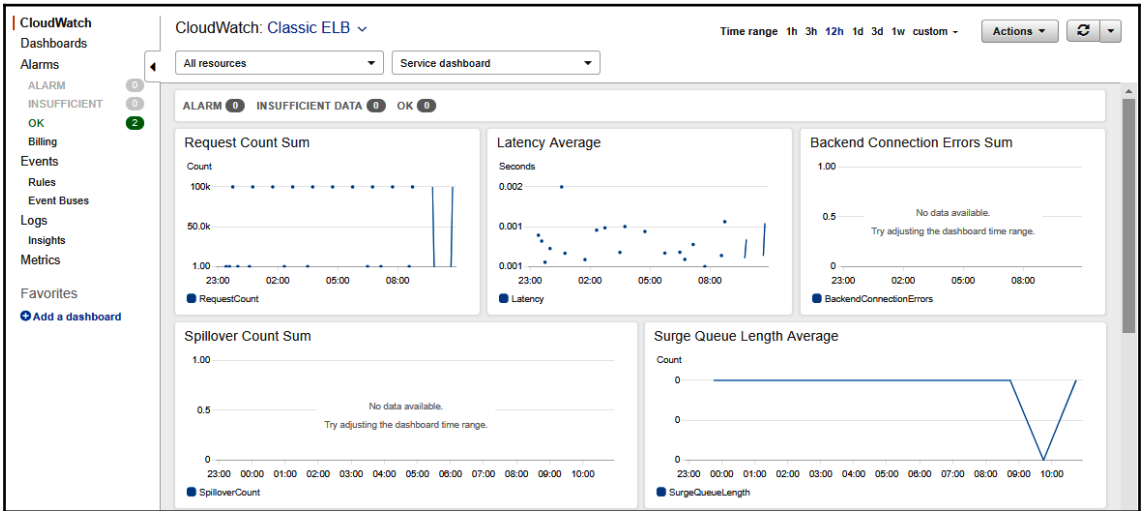 CloudWatch
Dashboards
Alarms
ALARM 0
INSUFFICIENT 0
OK 2
Billing
Events
Rules
Event Buses
Logs
Insights
Metrics
Favorites
Add a dashboard
CloudWatch: Classic ELB
Time range 1h 3h 12h 1d 3d 1w custom
Actions
All resources
Service dashboard
ALARM 0 INSUFFICIENT DATA 0 OK 0
Request Count Sum
Count
100k
50.0k
1.00
23:00 02:00 05:00 08:00
RequestCount
Latency Average
Seconds
0.002
0.001
0.001
23:00 02:00 05:00 08:00
Latency
Backend Connection Errors Sum
1.00
0.5
0
No data available.
Try adjusting the dashboard time range.
23:00 02:00 05:00 08:00
BackendConnectionErrors
Spillover Count Sum
1.00
0.5
0
No data available.
Try adjusting the dashboard time range.
23:00 00:00 01:00 02:00 03:00 04:00 05:00 06:00 07:00 08:00 09:00 10:00
SpilloverCount
Surge Queue Length Average
Count
0
0
0
23:00 00:00 01:00 02:00 03:00 04:00 05:00 06:00 07:00 08:00 09:00 10:00
SurgeQueueLength